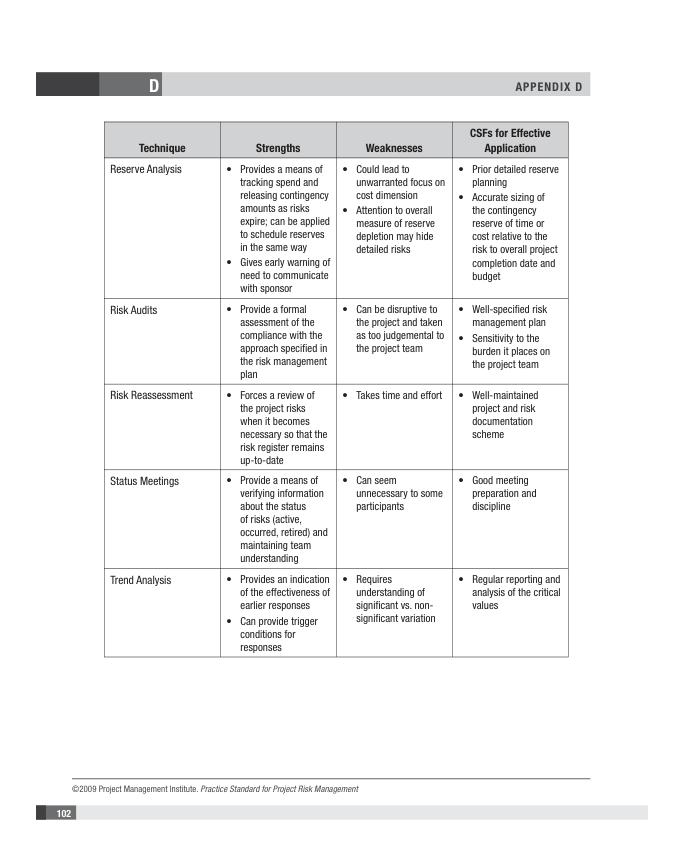 D
APPENDIX D
Technique
Strengths
Weaknesses
CSFs for Effective
Application
Reserve Analysis
• Provides a means of
tracking spend and
releasing contingency
amounts as risks
expire; can be applied
to schedule reserves
in the same way
• Gives early warning of
need to communicate
with sponsor
• Could lead to
unwarranted focus on
cost dimension
• Attention to overall
measure of reserve
depletion may hide
detailed risks
• Prior detailed reserve
planning
• Accurate sizing of
the contingency
reserve of time or
cost relative to the
risk to overall project
completion date and
budget
Risk Audits
• Provide a formal
assessment of the
compliance with the
approach specified in
the risk management
plan
• Can be disruptive to
the project and taken
as too judgemental to
the project team
• Well-specified risk
management plan
• Sensitivity to the
burden it places on
the project team
Risk Reassessment
• Forces a review of
the project risks
when it becomes
necessary so that the
risk register remains
up-to-date
• Takes time and effort
• Well-maintained
project and risk
documentation
scheme
Status Meetings
• Provide a means of
verifying information
about the status
of risks (active,
occurred, retired) and
maintaining team
understanding
• Can seem
unnecessary to some
participants
• Good meeting
preparation and
discipline
Trend Analysis
• Provides an indication
of the effectiveness of
earlier responses
• Can provide trigger
conditions for
responses
• Requires
understanding of
significant vs. non-
significant variation
• Regular reporting and
analysis of the critical
values
©2009 Project Management Institute. Practice Standard for Project Risk Management
102